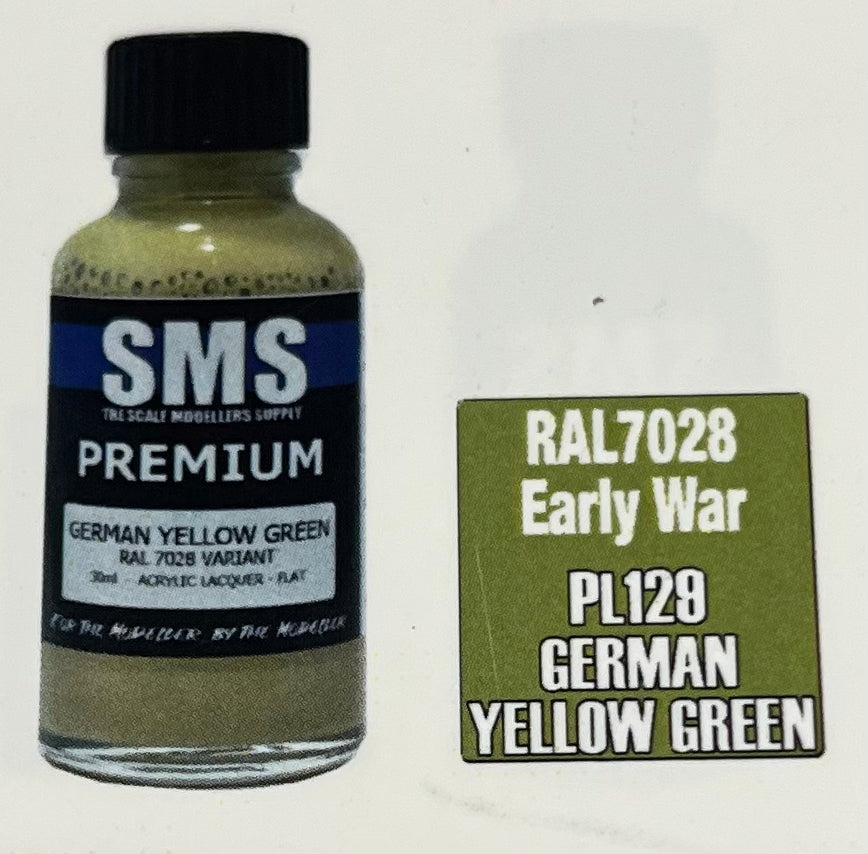 SMS
THE SCALE MODELLERS SUPPLY
PREMIUM
GERMAN YELLOW GREEN
RAL 7028 VARIANT
30ml - ACRYLIC LACQUER - FLAT
FOR THE MODELLER BY THE MODELLER
RAL7028
Early War
PL129
GERMAN
YELLOW GREEN